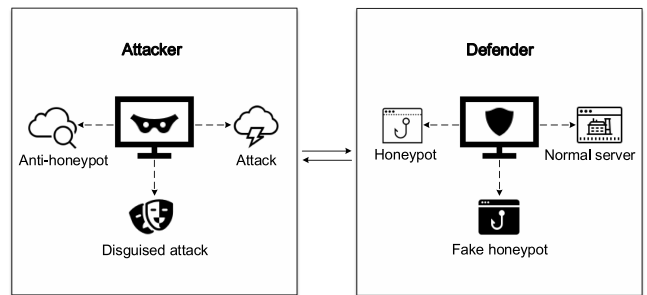 Attacker
Anti-honeypot
Attack
Disguised attack
Defender
Honeypot
Normal server
Fake honeypot